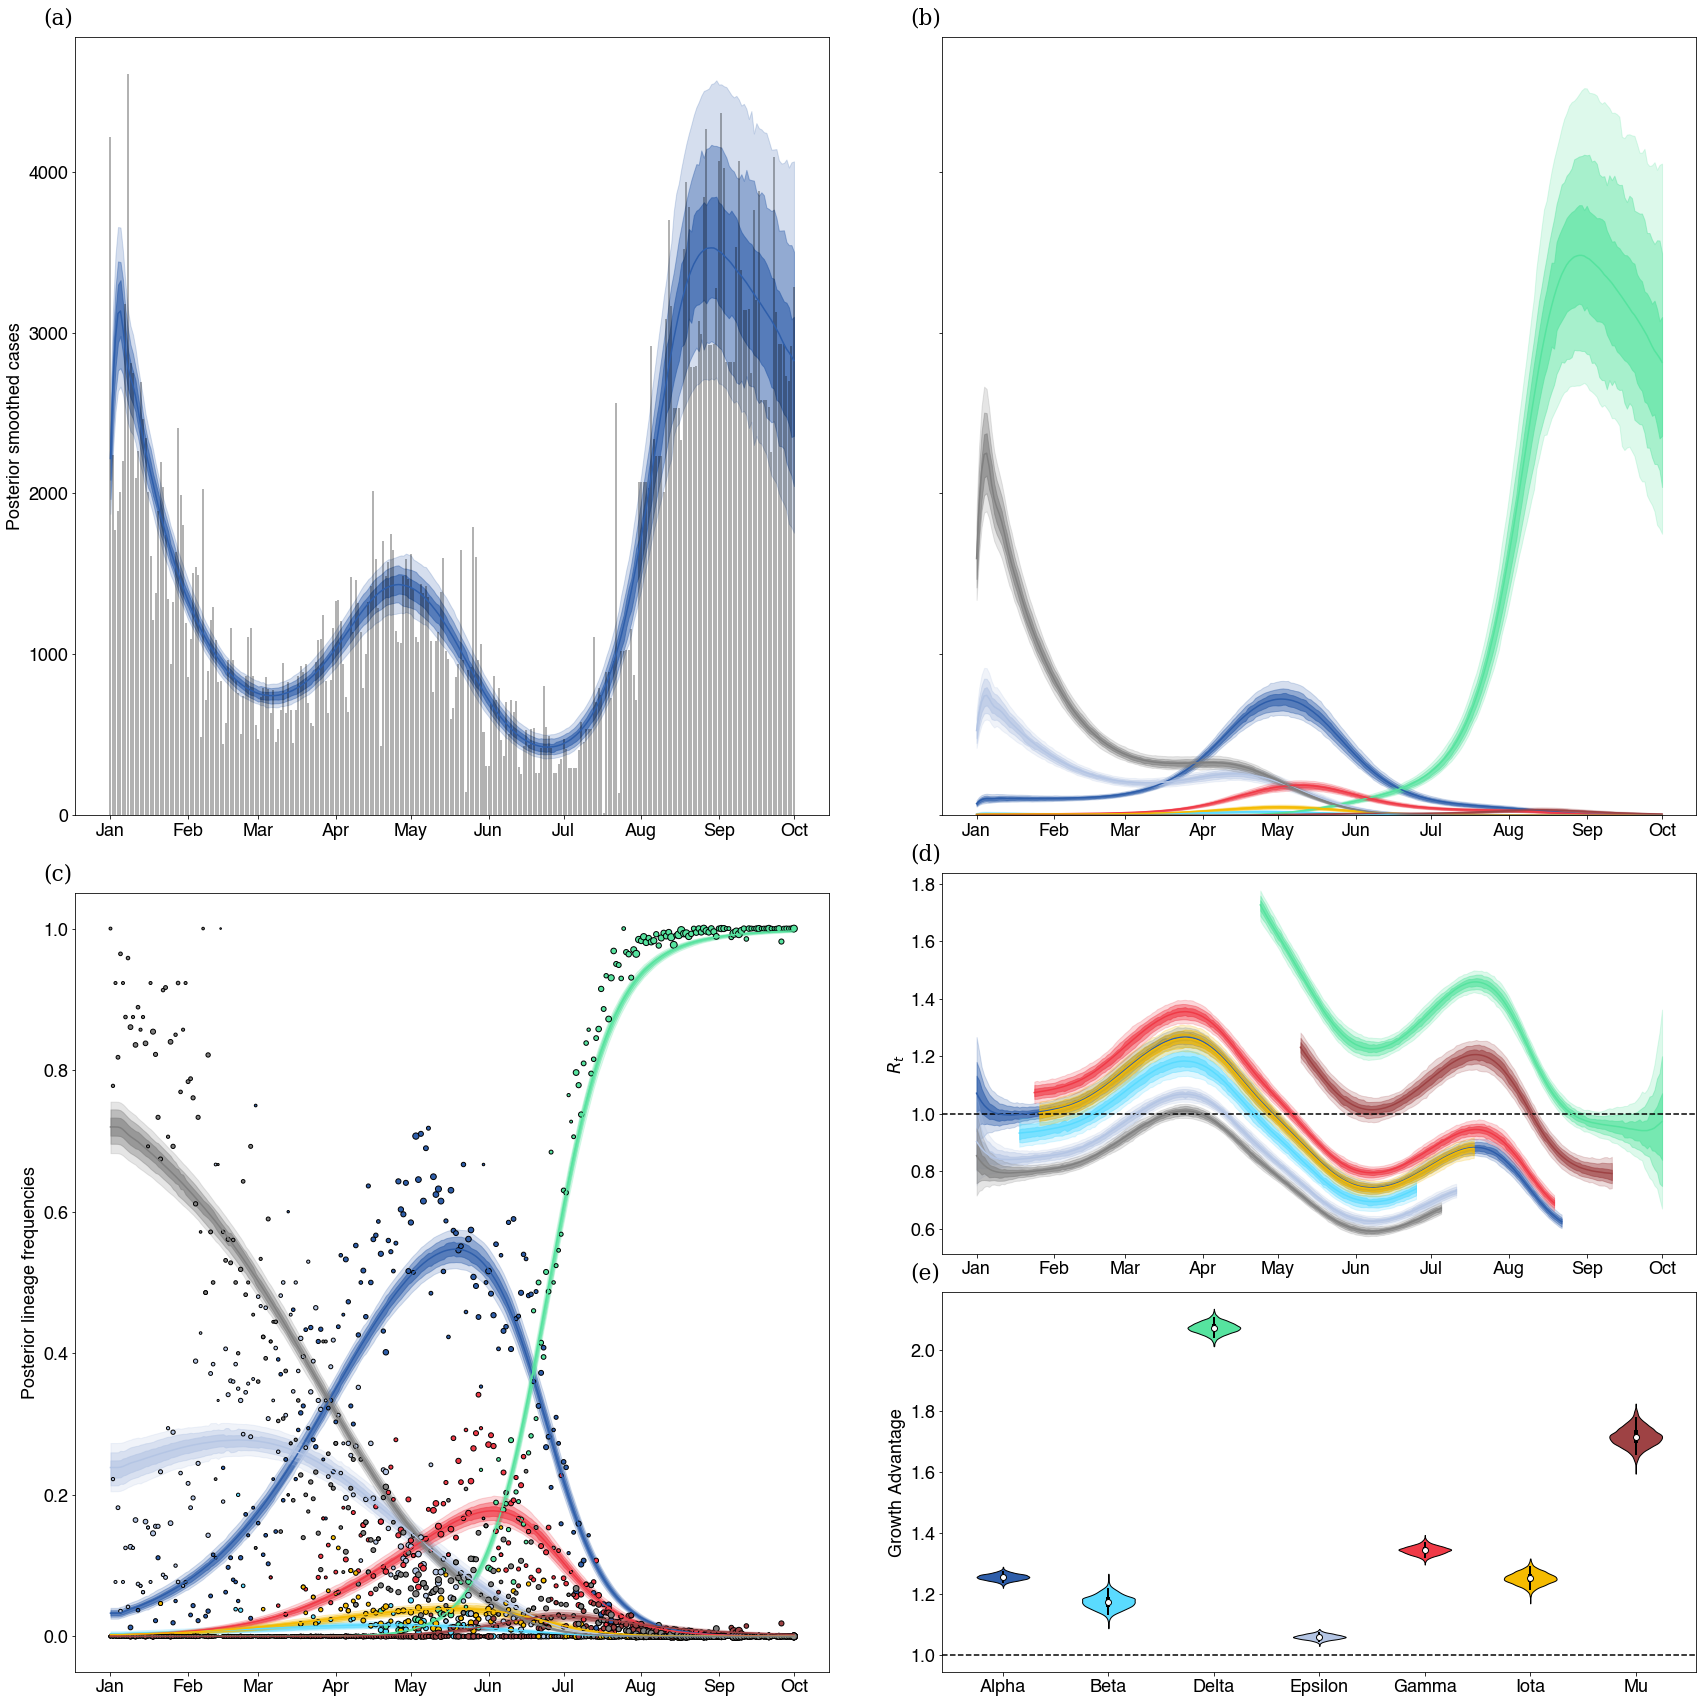 (a)
Posterior smoothed cases
4000
3000
2000
1000
0
Jan Feb Mar Apr May Jun Jul Aug Sep Oct
(b)
Jan Feb Mar Apr May Jun Jul Aug Sep Oct
(c)
Posterior lineage frequencies
1.0
0.8
0.6
0.4
0.2
0.0
Jan Feb Mar Apr May Jun Jul Aug Sep Oct
(d)
R_t
1.8
1.6
1.4
1.2
1.0
0.8
0.6
Jan Feb Mar Apr May Jun Jul Aug Sep Oct
(e)
Growth Advantage
2.0
1.8
1.6
1.4
1.2
1.0
Alpha Beta Delta Epsilon Gamma Iota Mu